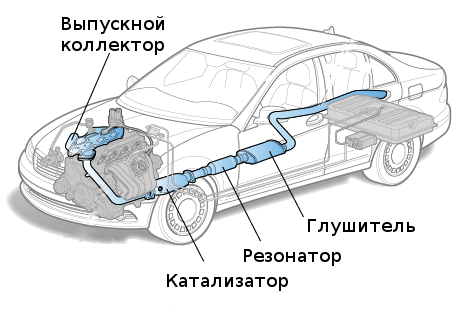 Выпускной
коллектор
Глушитель
Резонатор
Катализатор